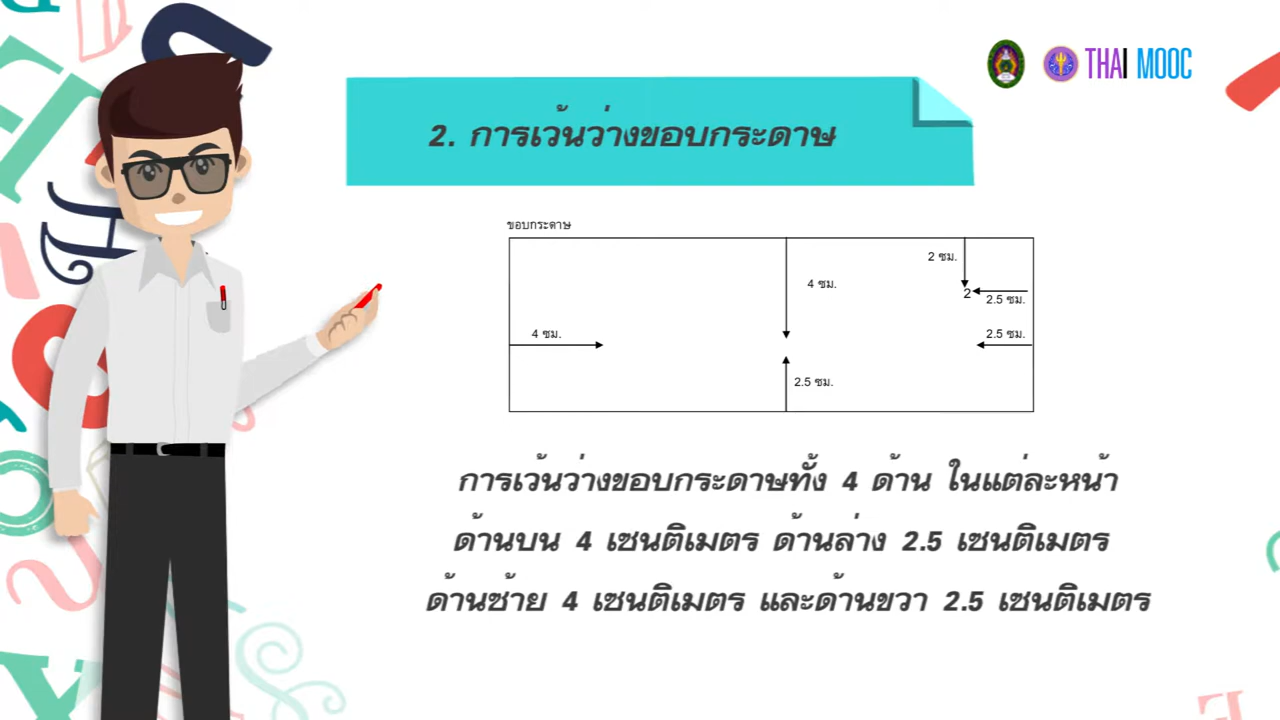 THAI MOOC
2. การเว้นว่างขอบกระดาษ
ขอบกระดาษ
2 ซม.
4 ซม.
2
2.5 ซม.
4 ซม.
2.5 ซม.
2.5 ซม.
การเว้นว่างขอบกระดาษทั้ง 4 ด้าน ในแต่ละหน้า
ด้านบน 4 เซนติเมตร ด้านล่าง 2.5 เซนติเมตร
ด้านซ้าย 4 เซนติเมตร และด้านขวา 2.5 เซนติเมตร